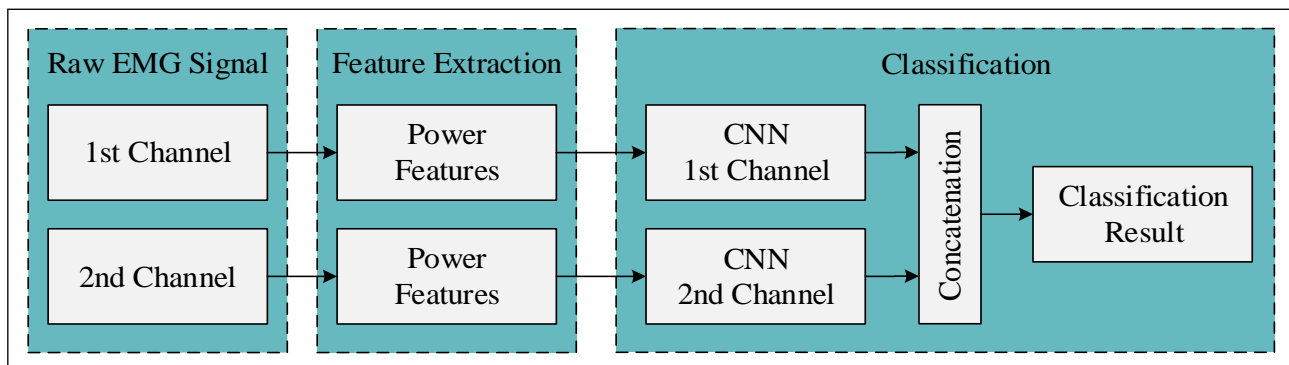 Raw EMG Signal
Feature Extraction
Classification
1st Channel
Power
Features
CNN
1st Channel
Concatenation
Classification
Result
2nd Channel
Power
Features
CNN
2nd Channel